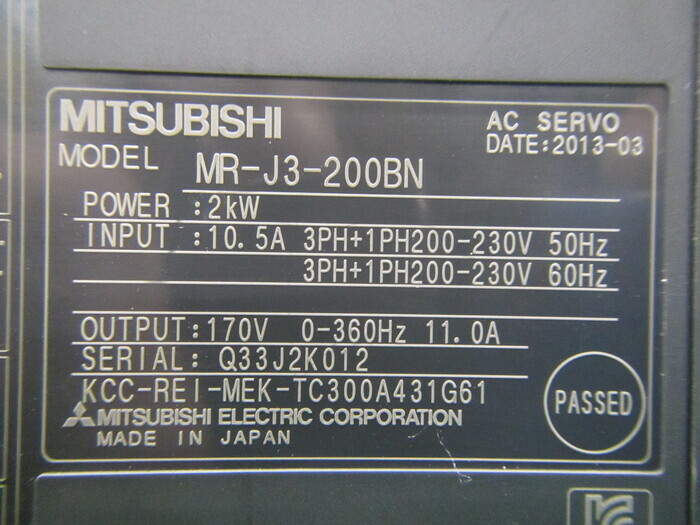 MITSUBISHI
AC SERVO
DATE:2013-03
MODEL MR-J3-200BN
POWER :2kW
INPUT :10.5A 3PH+1PH200-230V 50Hz
3PH+1PH200-230V 60Hz
OUTPUT:170V 0-360Hz 11.0A
SERIAL: Q33J2K012
KCC-REI-MEK-TC300A431G61
MITSUBISHI ELECTRIC CORPORATION
MADE IN JAPAN
PASSED